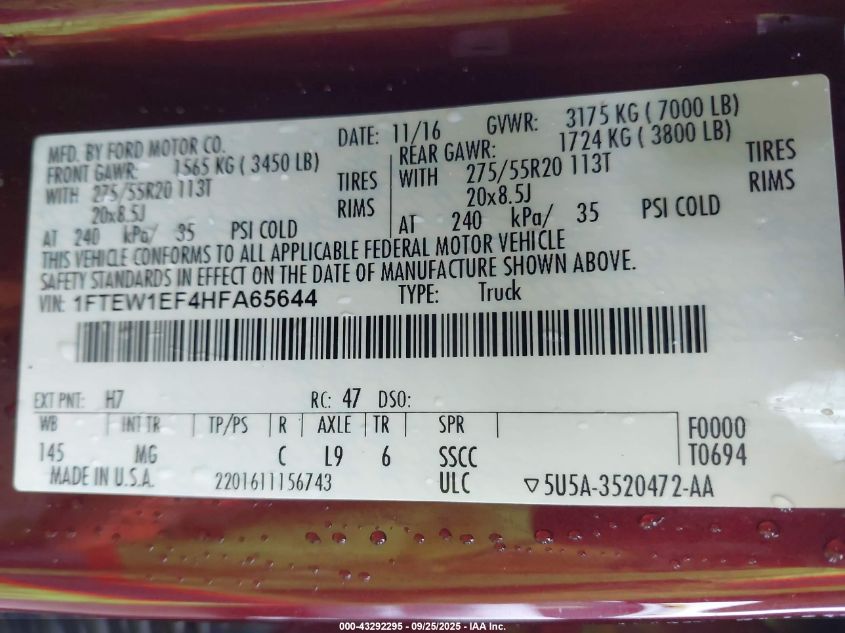 MFD. BY FORD MOTOR CO. DATE: 11/16 GVWR: 3175 KG ( 7000 LB)
FRONT GAWR: 1565 KG ( 3450 LB) REAR GAWR: 1724 KG ( 3800 LB)
WITH 275/55R20 113T TIRES WITH 275/55R20 113T TIRES
20x8.5J RIMS 20x8.5J RIMS
AT 240 kPa/ 35 PSI COLD AT 240 kPa/ 35 PSI COLD
THIS VEHICLE CONFORMS TO ALL APPLICABLE FEDERAL MOTOR VEHICLE
SAFETY STANDARDS IN EFFECT ON THE DATE OF MANUFACTURE SHOWN ABOVE.
VIN: 1FTEW1EF4HFA65644 TYPE: Truck
EXT PNT: H7 RC: 47 DSO:
WB INT TR TP/PS R AXLE TR SPR F0000
145 MG C L9 6 SSCC T0694
MADE IN U.S.A. 2201611156743 ULC ▽5U5A-3520472-AA
000-43292295 - 09/25/2025 - IAA Inc.